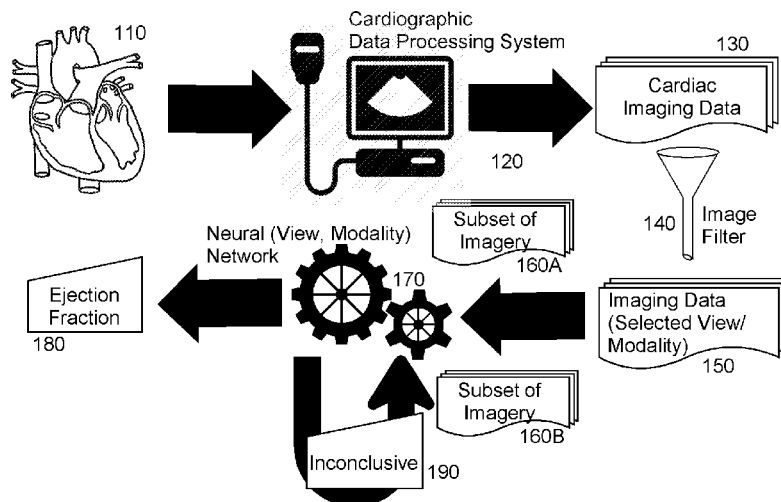 110
Cardiographic
Data Processing System
120
130
Cardiac
Imaging Data
140
Image
Filter
Imaging Data
(Selected View/
Modality)
150
Subset of
Imagery
160A
Neural (View, Modality)
Network
170
Ejection
Fraction
180
Subset of
Imagery
160B
Inconclusive
190